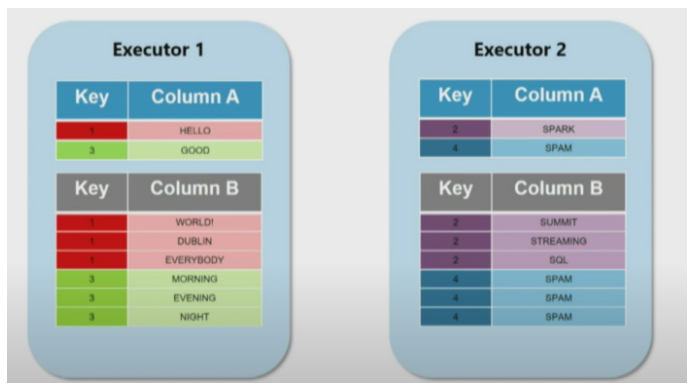 Executor 1
Key Column A
1 HELLO
3 GOOD
Key Column B
1 WORLD!
1 DUBLIN
1 EVERYBODY
3 MORNING
3 EVENING
3 NIGHT
Executor 2
Key Column A
2 SPARK
4 SPAM
Key Column B
2 SUMMIT
2 STREAMING
2 SQL
4 SPAM
4 SPAM
4 SPAM